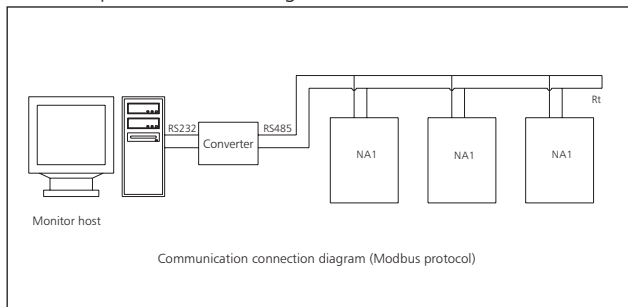 RS232
Converter
RS485
Rt
NA1
NA1
NA1
Monitor host
Communication connection diagram (Modbus protocol)